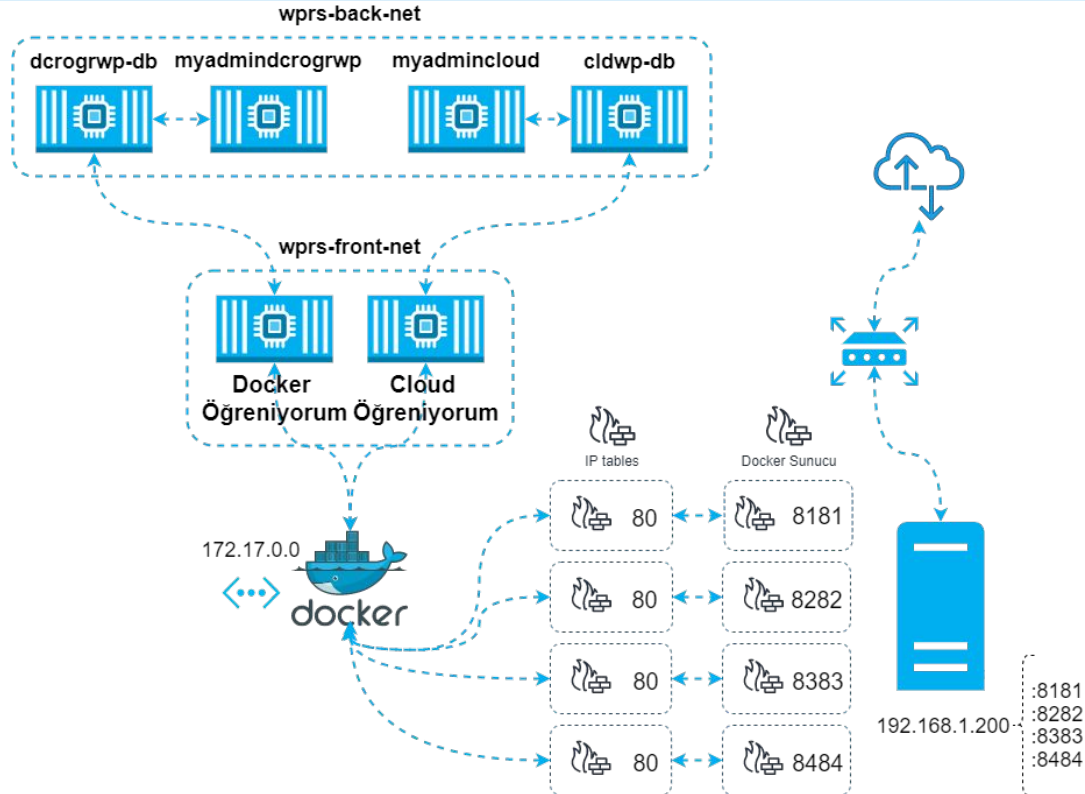 wprs-back-net
dcrogrwp-db
myadmindcrogrwp
myadmincloud
cldwp-db
wprs-front-net
Docker
Öğreniyorum
Cloud
Öğreniyorum
IP tables
Docker Sunucu
80
8181
172.17.0.0
docker
80
8282
80
8383
80
8484
192.168.1.200
:8181
:8282
:8383
:8484